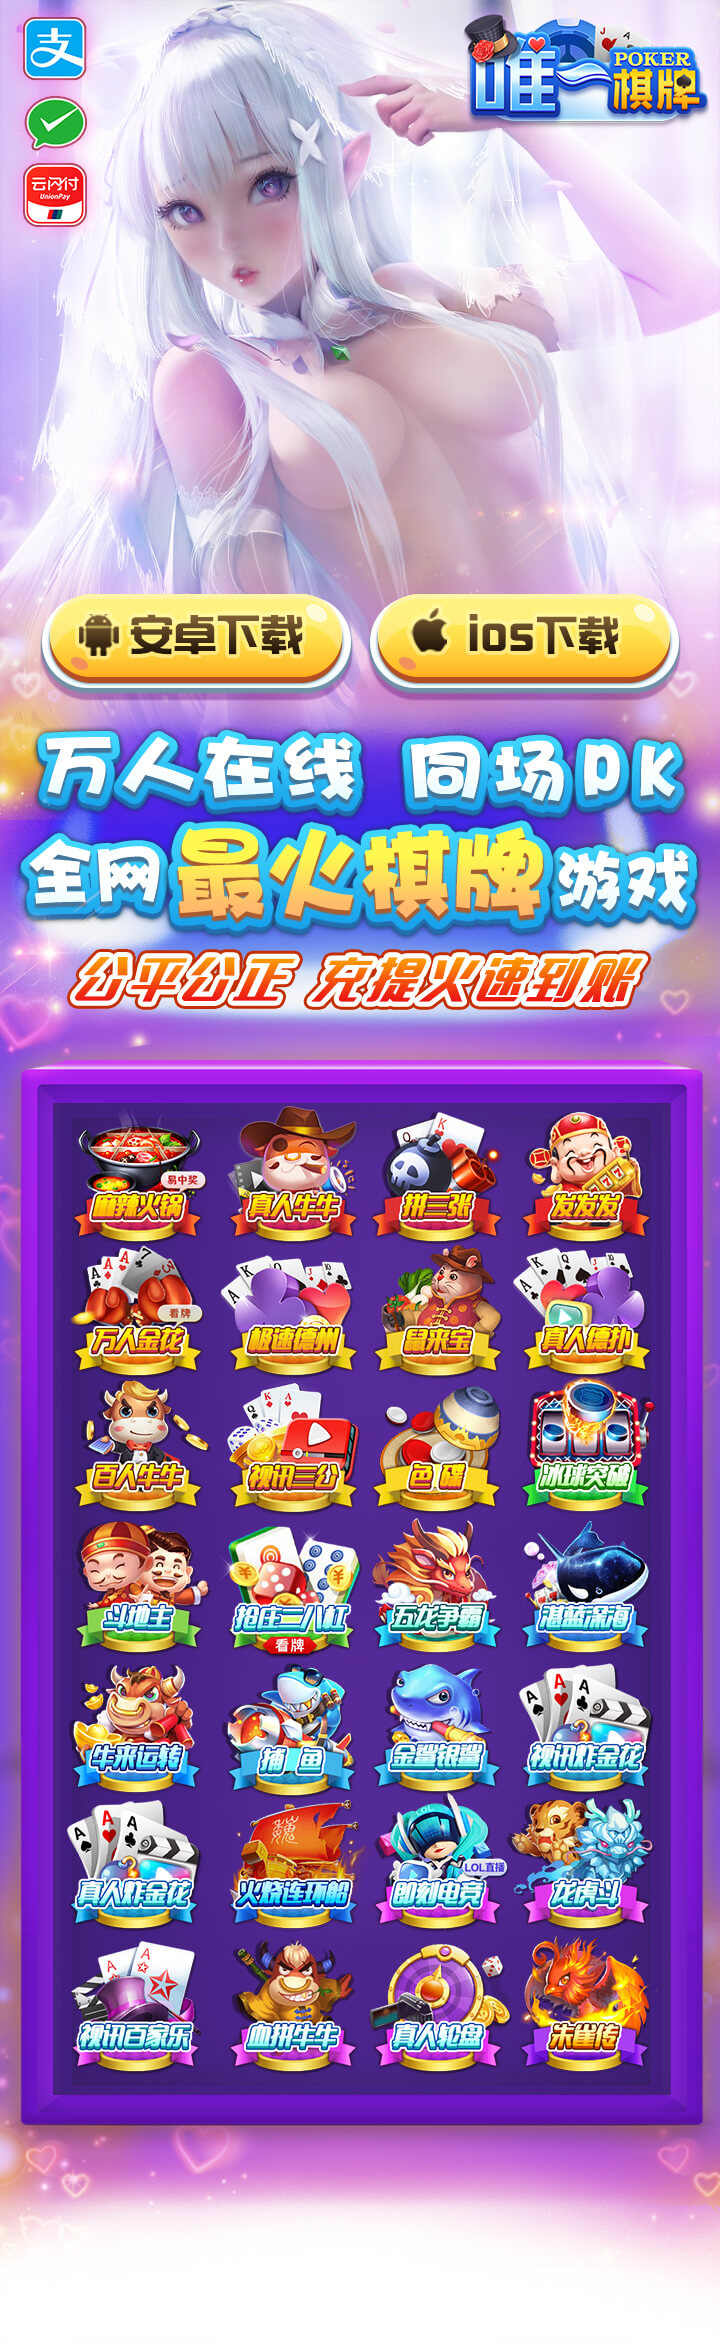 支
云闪付
UnionPay
J A
POKER
唯一棋牌
安卓下载
ios下载
万人在线 同场PK
全网最火棋牌游戏
公平公正 充提火速到账
易中奖
麻辣火锅
真人牛牛
Q K
拼三张
777
发发发
A A A 7 3
看牌
万人金花
A K Q J 10
极速德州
鼠来宝
A K Q J 10
真人德扑
百人牛牛
Q K A
视讯三公
色碟
冰球突破
斗地主
抢庄二八杠
看牌
五龙争霸
湛蓝深海
牛来运转
捕鱼
金鲨银鲨
A A A
视讯炸金花
A A A
真人炸金花
火烧连环船
LOL直播
即刻电竞
龙虎斗
A A
视讯百家乐
血拼牛牛
真人轮盘
朱雀传